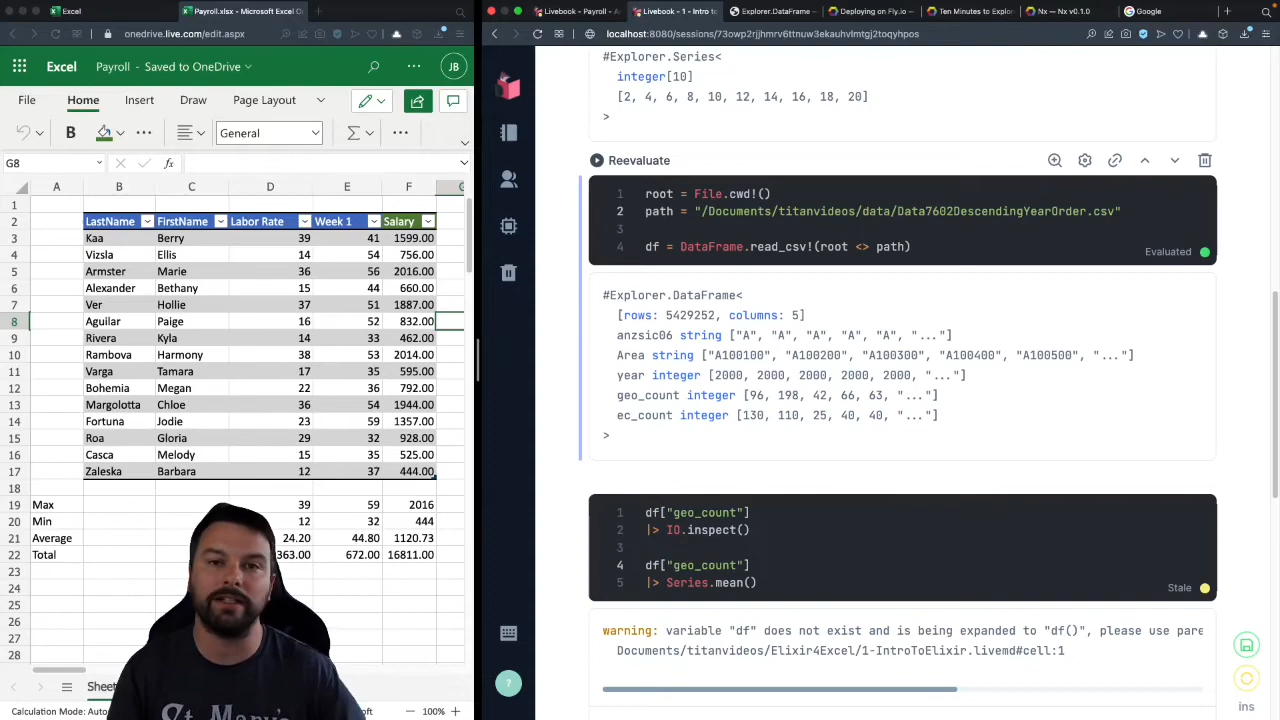 Excel
Payroll.xlsx - Microsoft Excel O
onedrive.live.com/edit.aspx
Excel
Payroll - Saved to OneDrive
JB
File
Home
Insert
Draw
Page Layout
B
General
G8
fx
A B C D E F G
1
2 LastName FirstName Labor Rate Week 1 Salary
3 Kaa Berry 39 41 1599.00
4 Vizsla Ellis 14 54 756.00
5 Armster Marie 36 56 2016.00
6 Alexander Bethany 15 44 660.00
7 Ver Hollie 37 51 1887.00
8 Aguilar Paige 16 52 832.00
9 Rivera Kyla 14 33 462.00
10 Rambova Harmony 38 53 2014.00
11 Varga Tamara 17 35 595.00
12 Bohemia Megan 22 36 792.00
13 Margolotta Chloe 36 54 1944.00
14 Fortuna Jodie 23 59 1357.00
15 Roa Gloria 29 32 928.00
16 Casca Melody 15 35 525.00
17 Zaleska Barbara 12 37 444.00
18
19 Max 39 59 2016
20 Min 12 32 444
21 Average 24.20 44.80 1120.73
22 Total 363.00 672.00 16811.00
23
24
25
26
27
28
Sheet
Calculation Mode: Auto
ft
100%
St. Mary's
Livebook - Payroll - A
Livebook - 1 - Intro to
Explorer.DataFrame –
Deploying on Fly.io –
Ten Minutes to Explor
Nx — Nx v0.1.0
Google
localhost:8080/sessions/73owp2rjjhmrv6ttnuw3ekauhvlmtgj2toqyhpos
#Explorer.Series<
integer[10]
[2, 4, 6, 8, 10, 12, 14, 16, 18, 20]
>
Reevaluate
1 root = File.cwd!()
2 path = "/Documents/titanvideos/data/Data7602DescendingYearOrder.csv"
3
4 df = DataFrame.read_csv!(root <> path)
Evaluated
#Explorer.DataFrame<
[rows: 5429252, columns: 5]
anzsic06 string ["A", "A", "A", "A", "A", "..."]
Area string ["A100100", "A100200", "A100300", "A100400", "A100500", "..."]
year integer [2000, 2000, 2000, 2000, 2000, "..."]
geo_count integer [96, 198, 42, 66, 63, "..."]
ec_count integer [130, 110, 25, 40, 40, "..."]
>
1 df["geo_count"]
2 |> IO.inspect()
3
4 df["geo_count"]
5 |> Series.mean()
Stale
warning: variable "df" does not exist and is being expanded to "df()", please use pare
Documents/titanvideos/Elixir4Excel/1-IntroToElixir.livemd#cell:1
?
ins